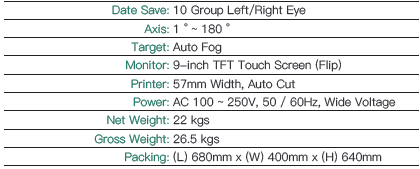 Date Save: 10 Group Left/Right Eye
Axis: 1 ° ~ 180 °
Target: Auto Fog
Monitor: 9-inch TFT Touch Screen (Flip)
Printer: 57mm Width, Auto Cut
Power: AC 100 ~ 250V, 50 / 60Hz, Wide Voltage
Net Weight: 22 kgs
Gross Weight: 26.5 kgs
Packing: (L) 680mm x (W) 400mm x (H) 640mm